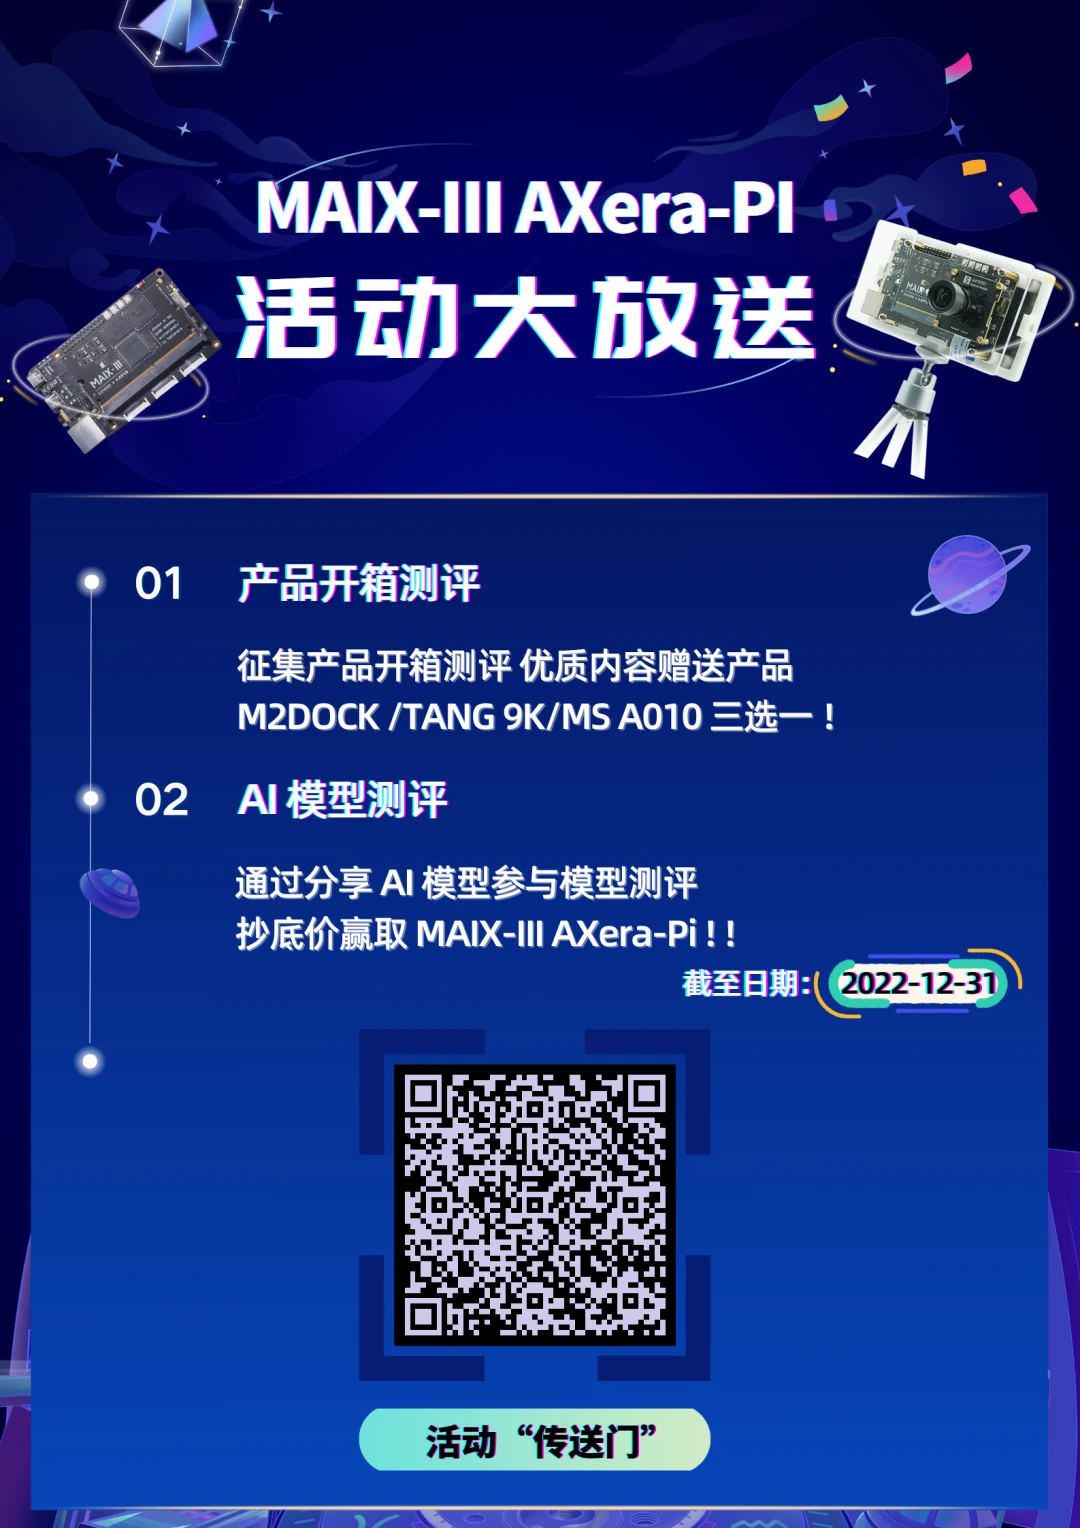 MAIX-III AXera-PI
活动大放送
MAIX-III
01
产品开箱测评
征集产品开箱测评 优质内容赠送产品
M2DOCK /TANG 9K/MS A010 三选一！
02
AI 模型测评
通过分享 AI 模型参与模型测评
抄底价赢取 MAIX-III AXera-Pi ! !
截至日期：
2022-12-31
活动“传送门”